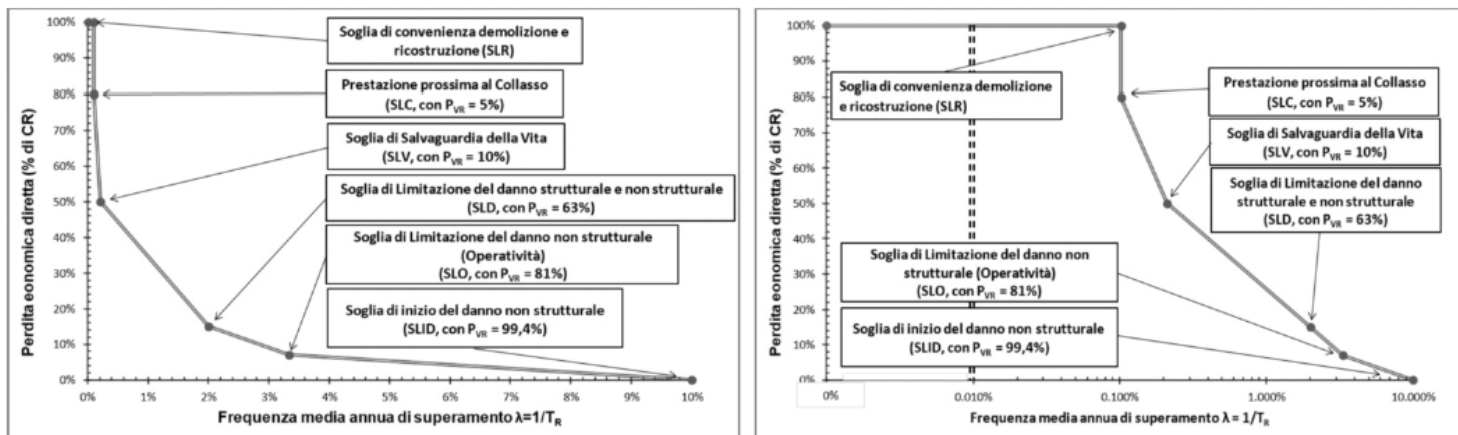 100%
90%
80%
70%
60%
50%
40%
30%
20%
10%
0%
Perdita eonomica diretta (% di CR)
Soglia di convenienza demolizione e
ricostruzione (SLR)
Prestazione prossima al Collasso
(SLC, con PVR = 5%)
Soglia di Salvaguardia della Vita
(SLV, con PVR = 10%)
Soglia di Limitazione del danno strutturale e non strutturale
(SLD, con PVR = 63%)
Soglia di Limitazione del danno non strutturale
(Operatività)
(SLO, con PVR = 81%)
Soglia di inizio del danno non strutturale
(SLID, con PVR = 99,4%)
0% 1% 2% 3% 4% 5% 6% 7% 8% 9% 10%
Frequenza media annua di superamento λ=1/TR
100%
90%
80%
70%
60%
50%
40%
30%
20%
10%
0%
Perdita economica diretta (% di CR)
Soglia di convenienza demolizione
e ricostruzione (SLR)
Prestazione prossima al Collasso
(SLC, con PVR = 5%)
Soglia di Salvaguardia della Vita
(SLV, con PVR = 10%)
Soglia di Limitazione del danno
strutturale e non strutturale
(SLD, con PVR = 63%)
Soglia di Limitazione del danno non
strutturale (Operatività)
(SLO, con PVR = 81%)
Soglia di inizio del danno non strutturale
(SLID, con PVR = 99,4%)
0% 0.010% 0.100% 1.000% 10.000%
Frequenza media annua di superamento λ = 1/TR